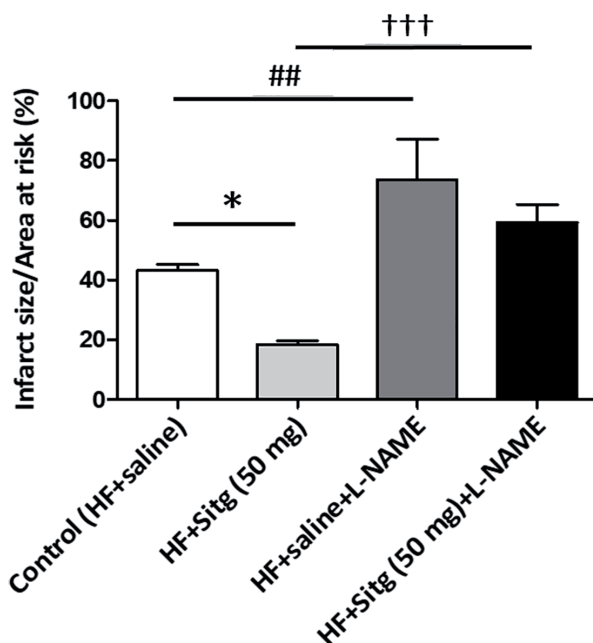 †††
##
Infarct size/Area at risk (%)
100
80
60
40
20
0
*
Control (HF+saline)
HF+Sitg (50 mg)
HF+saline+L-NAME
HF+Sitg (50 mg)+L-NAME